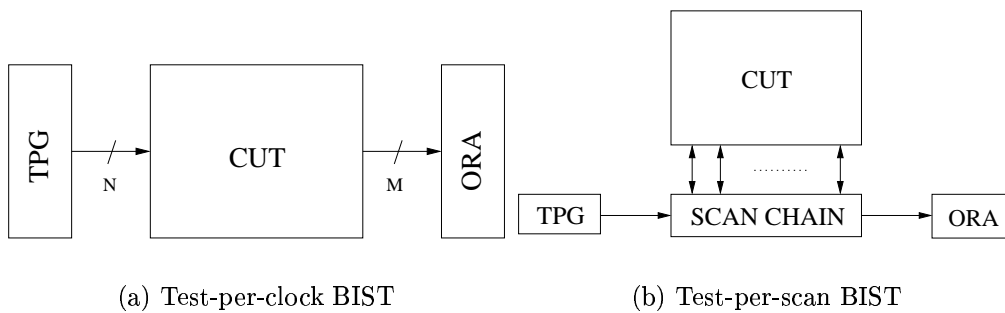 TPG
N
CUT
M
ORA
(a) Test-per-clock BIST
CUT
............
TPG
SCAN CHAIN
ORA
(b) Test-per-scan BIST